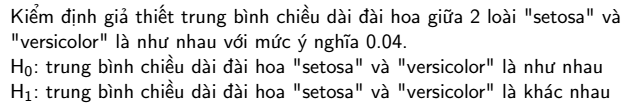 Kiểm định giả thiết trung bình chiều dài đài hoa giữa 2 loài "setosa" và
"versicolor" là như nhau với mức ý nghĩa 0.04.
H₀: trung bình chiều dài đài hoa "setosa" và "versicolor" là như nhau
H₁: trung bình chiều dài đài hoa "setosa" và "versicolor" là khác nhau